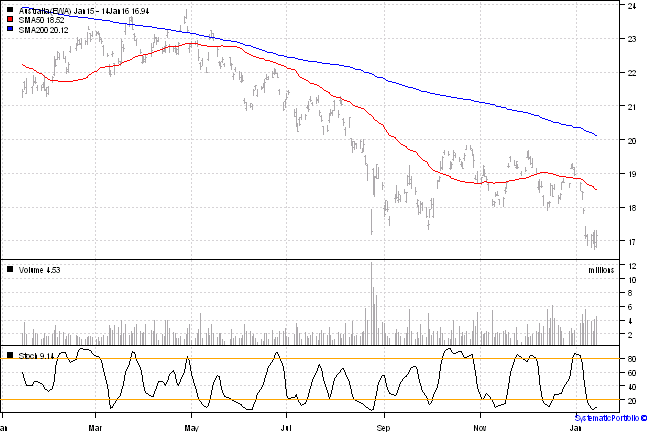 Australia(EWA) Jan15 - 14Jan16 16.94
SMA50 18.52
SMA200 20.12
24
23
22
21
20
19
18
17
Volume 4.53
millions
12
10
8
6
4
2
Stoch 9.14
80
60
40
20
an
Mar
May
Jul
Sep
Nov
Jan
SystematicPortfolio ©